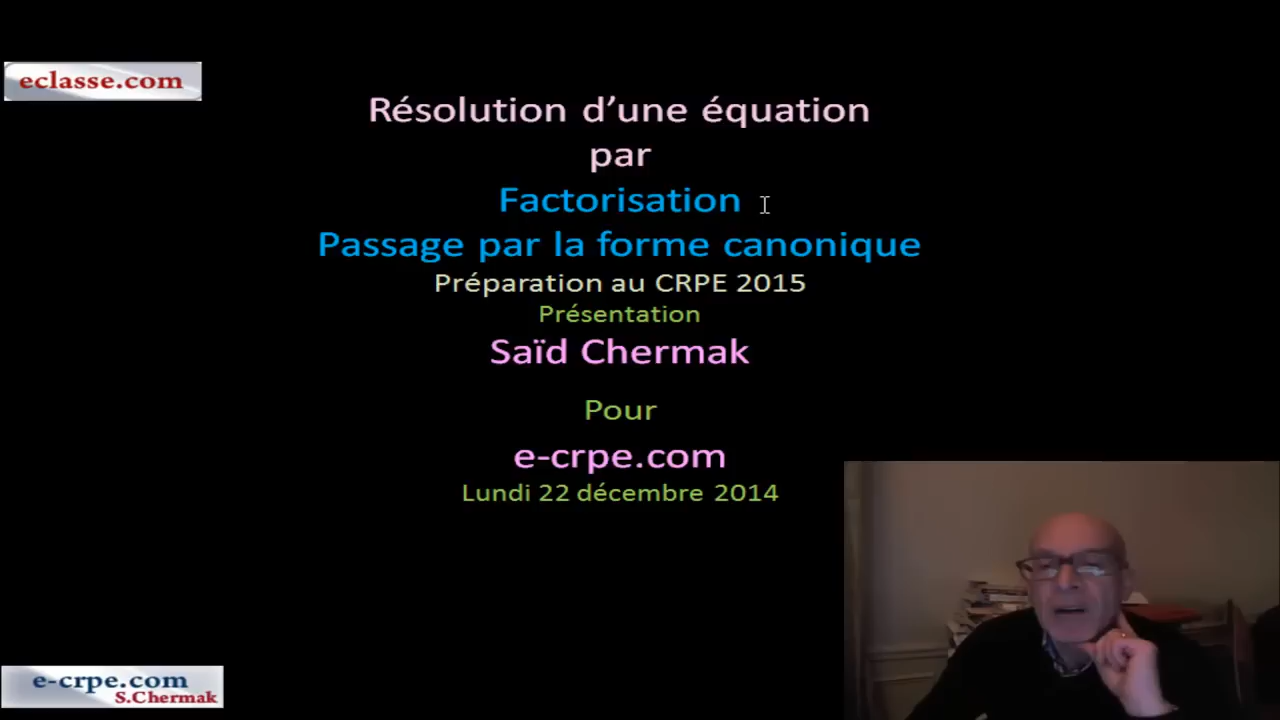 eclasse.com
Résolution d’une équation
par
Factorisation
Passage par la forme canonique
Préparation au CRPE 2015
Présentation
Saïd Chermak
Pour
e-crpe.com
Lundi 22 décembre 2014
e-crpe.com
S.Chermak